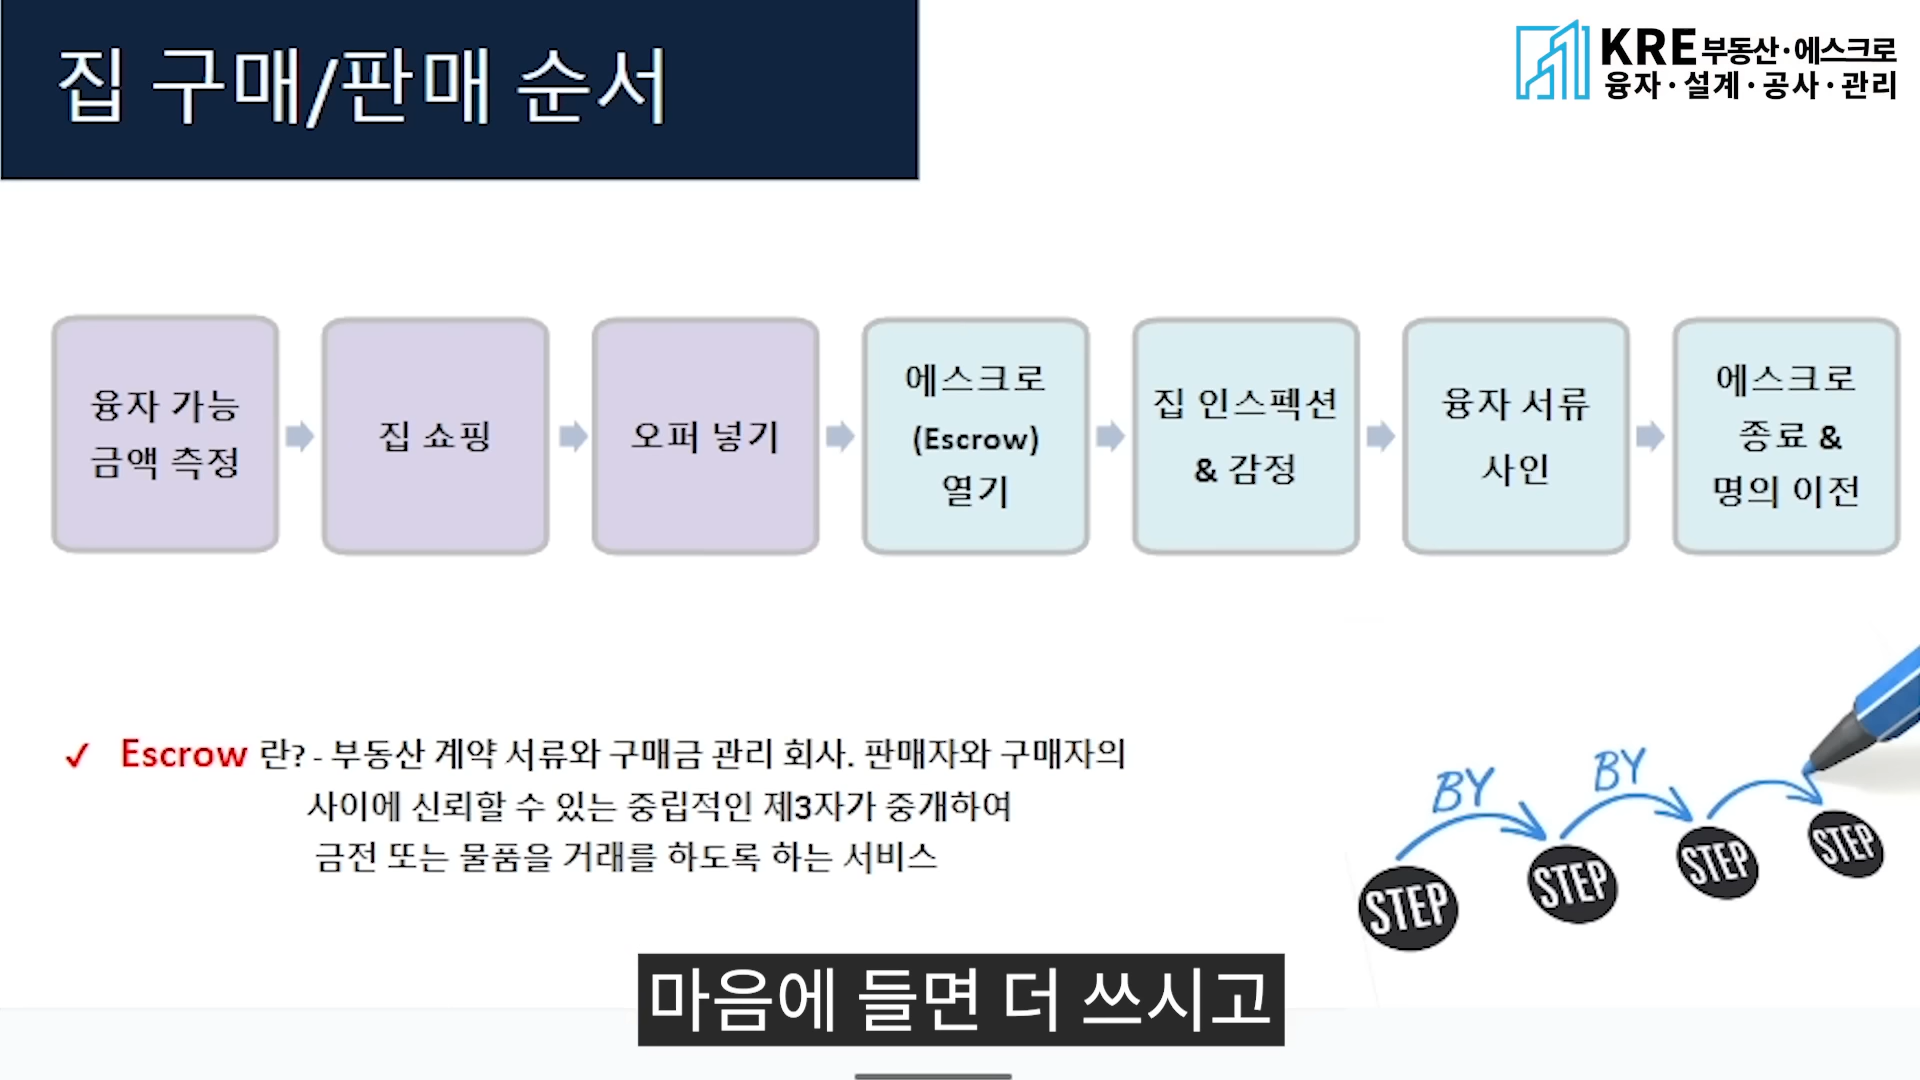 집 구매/판매 순서
KRE 부동산·에스크로
융자·설계·공사·관리
융자 가능
금액 측정
집 쇼핑
오퍼 넣기
에스크로
(Escrow)
열기
집 인스펙션
& 감정
융자 서류
사인
에스크로
종료 &
명의 이전
✓ Escrow 란? - 부동산 계약 서류와 구매금 관리 회사. 판매자와 구매자의
사이에 신뢰할 수 있는 중립적인 제3자가 중개하여
금전 또는 물품을 거래를 하도록 하는 서비스
STEP
BY
STEP
BY
STEP
STEP
마음에 들면 더 쓰시고